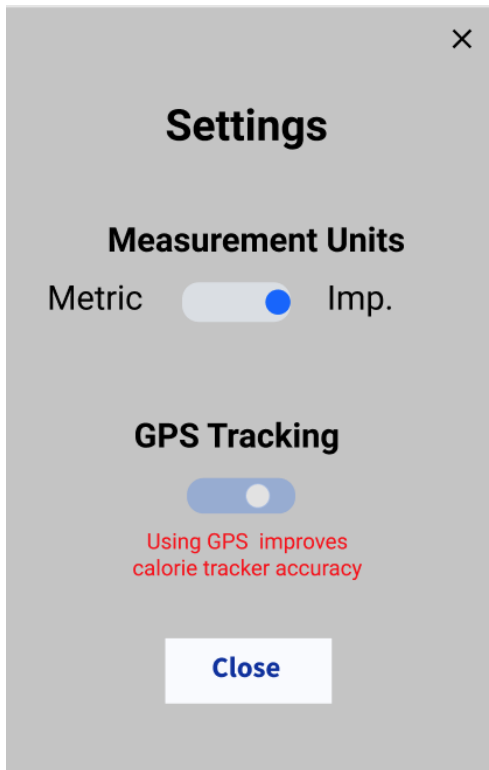 Settings
Measurement Units
Metric Imp.
GPS Tracking
Using GPS improves
calorie tracker accuracy
Close